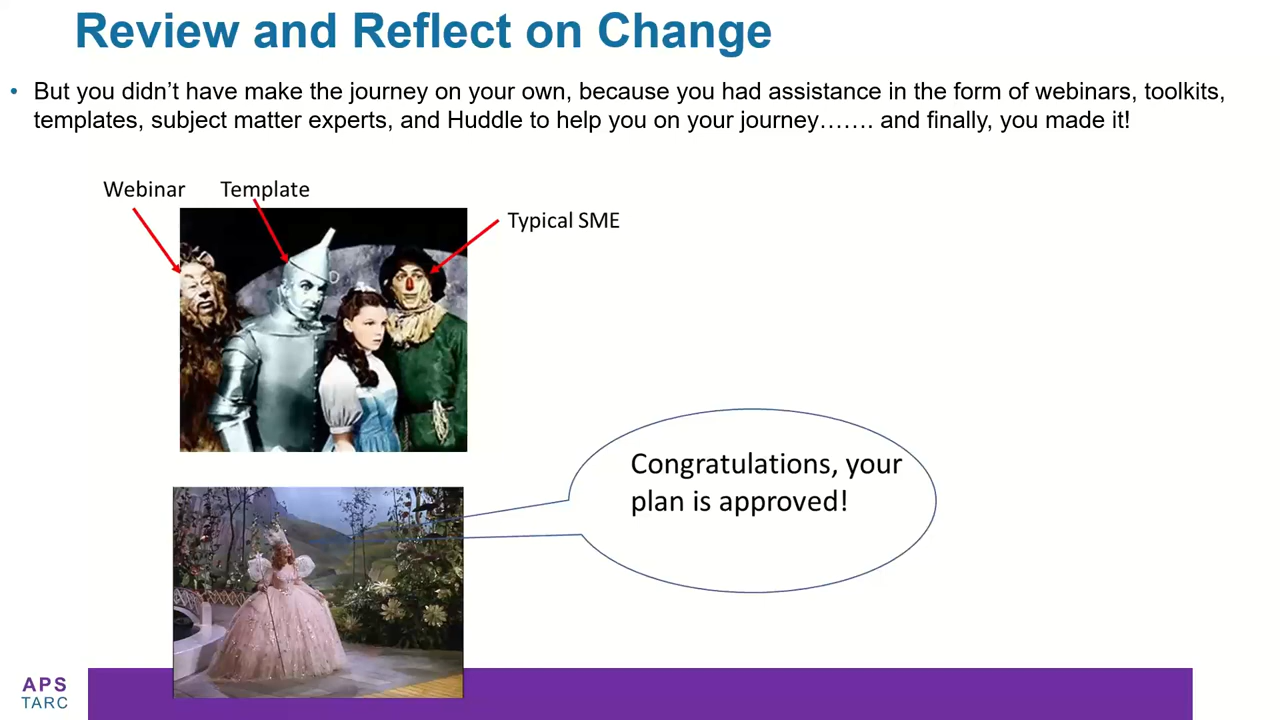 Review and Reflect on Change
• But you didn’t have make the journey on your own, because you had assistance in the form of webinars, toolkits,
templates, subject matter experts, and Huddle to help you on your journey……. and finally, you made it!
Webinar
Template
Typical SME
Congratulations, your
plan is approved!
APS
TARC